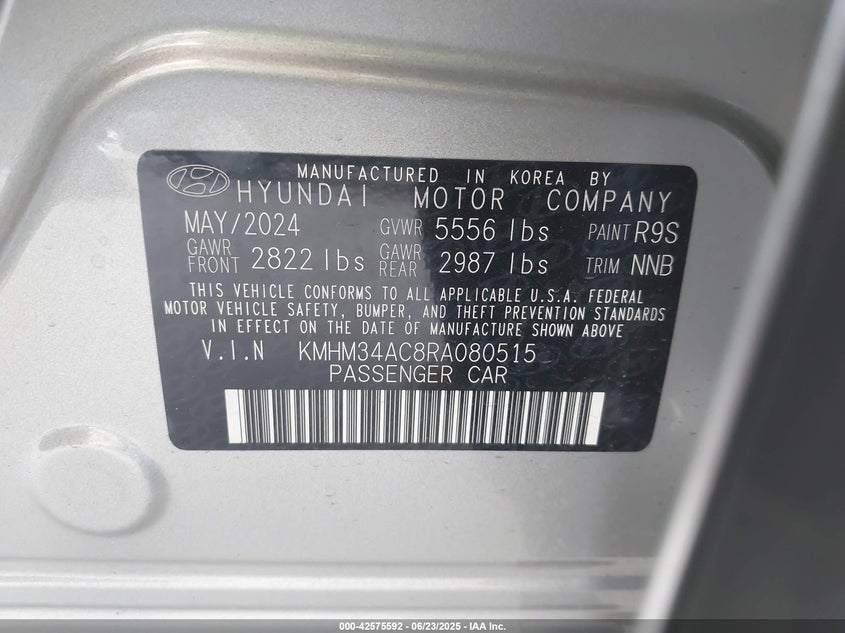 MANUFACTURED IN KOREA BY
HYUNDAI MOTOR COMPANY
MAY/2024 GVWR 5556 lbs PAINT R9S
GAWR FRONT 2822 lbs GAWR REAR 2987 lbs TRIM NNB
THIS VEHICLE CONFORMS TO ALL APPLICABLE U.S.A. FEDERAL
MOTOR VEHICLE SAFETY, BUMPER, AND THEFT PREVENTION STANDARDS
IN EFFECT ON THE DATE OF MANUFACTURE SHOWN ABOVE
V.I.N KMHM34AC8RA080515
PASSENGER CAR
000-42575592 - 06/23/2025 - IAA Inc.